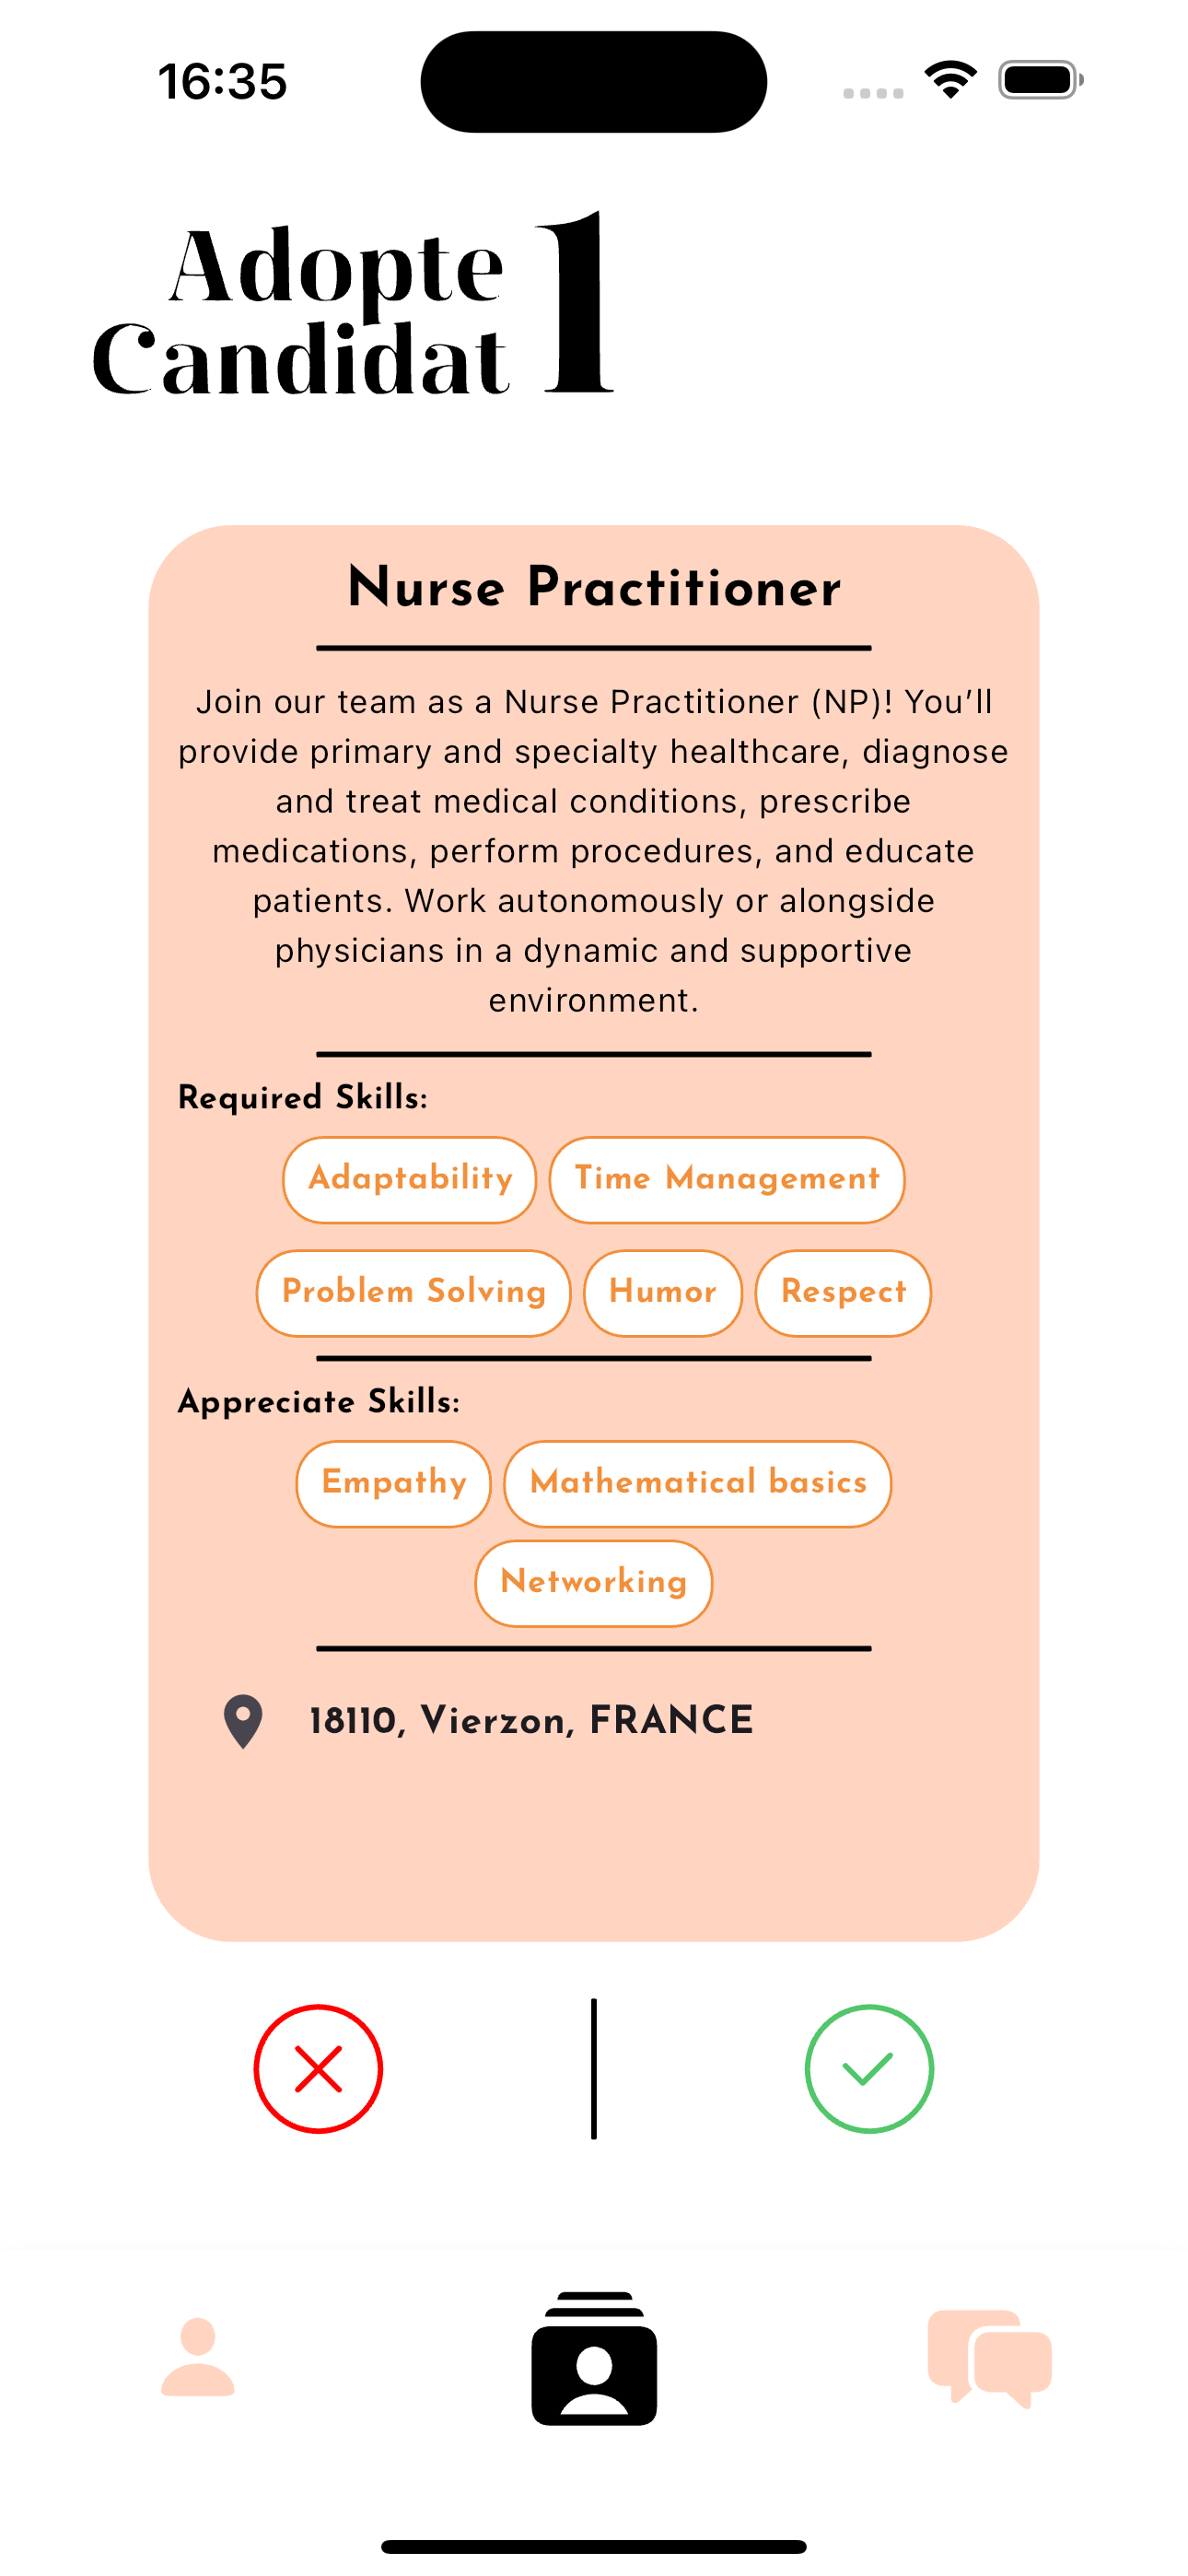 16:35
Adopte 1
Candidat
Nurse Practitioner
Join our team as a Nurse Practitioner (NP)! You’ll
provide primary and specialty healthcare, diagnose
and treat medical conditions, prescribe
medications, perform procedures, and educate
patients. Work autonomously or alongside
physicians in a dynamic and supportive
environment.
Required Skills:
Adaptability Time Management
Problem Solving Humor Respect
Appreciate Skills:
Empathy Mathematical basics
Networking
18110, Vierzon, FRANCE